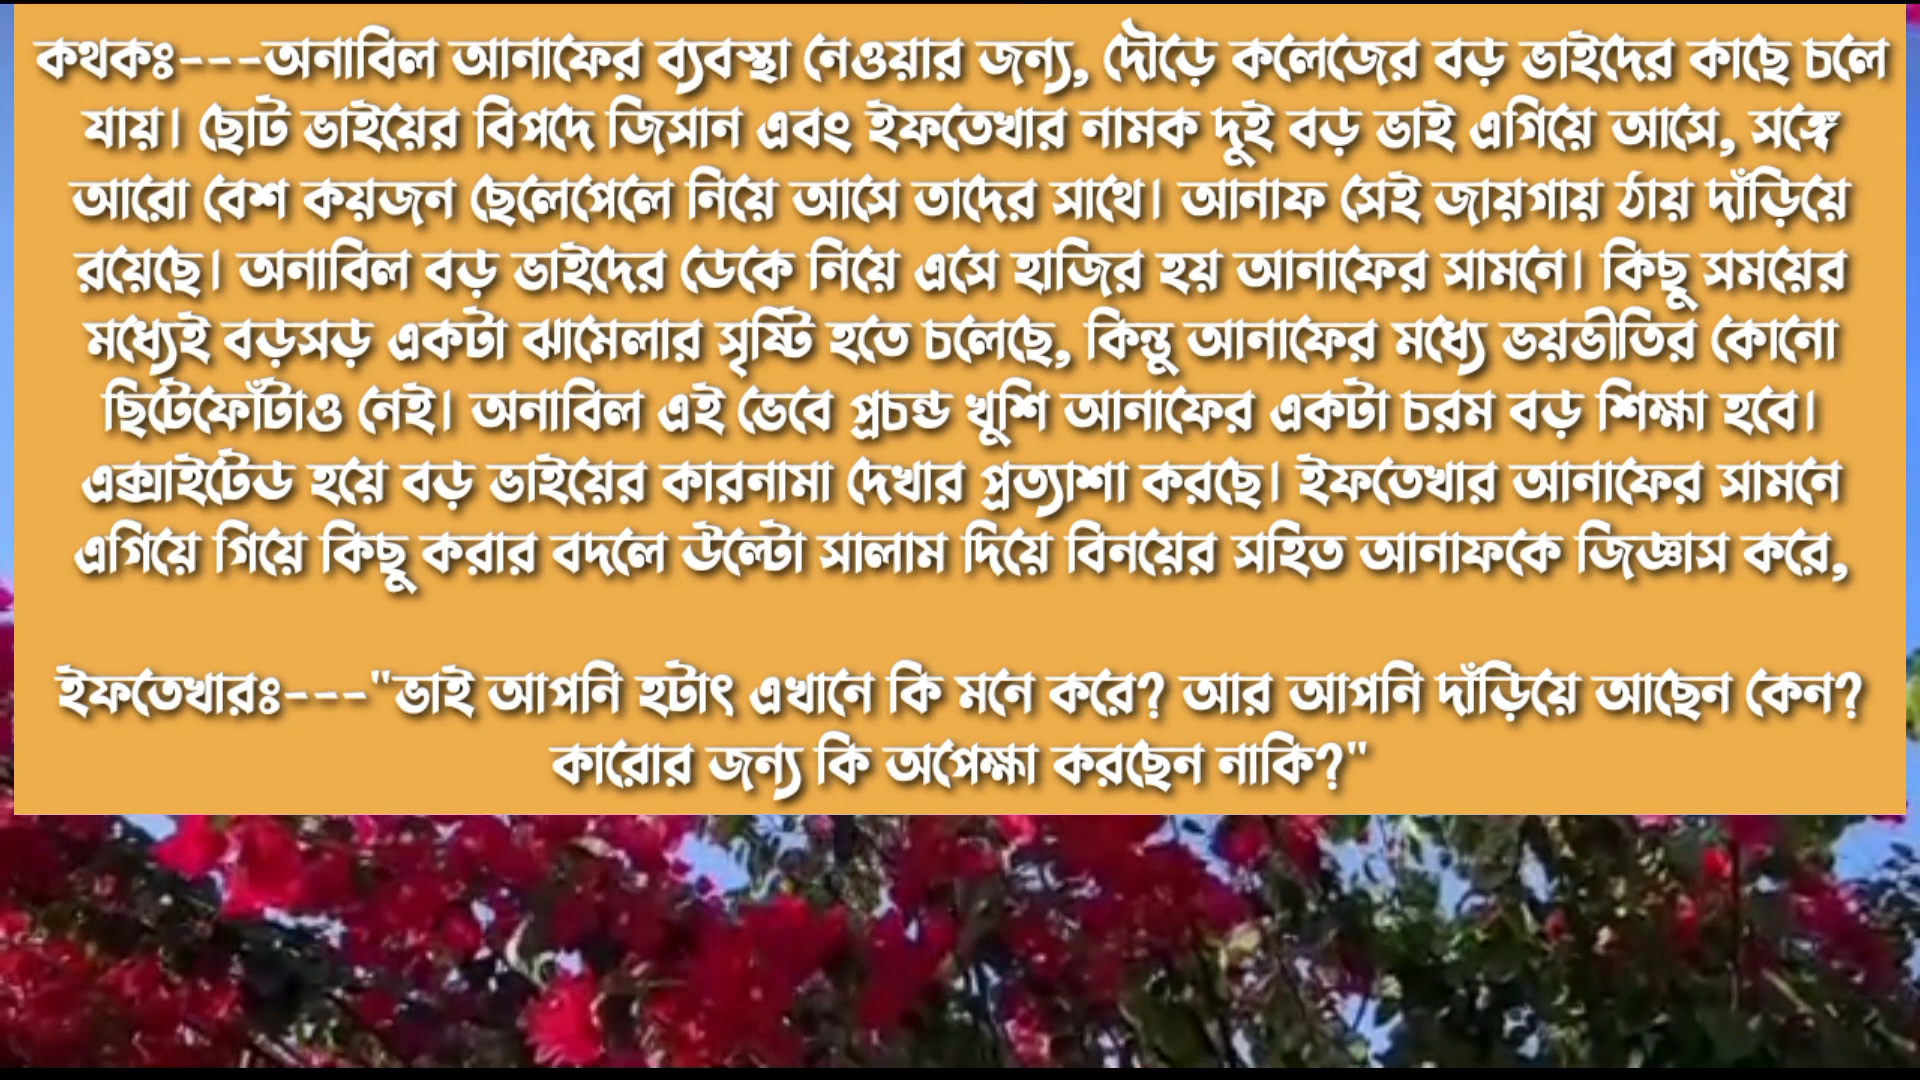 কথকঃ---অনাবিল আনাফের ব্যবস্থা নেওয়ার জন্য, দৌড়ে কলেজের বড় ভাইদের কাছে চলে
যায়। ছোট ভাইয়ের বিপদে জিসান এবং ইফতেখার নামক দুই বড় ভাই এগিয়ে আসে, সঙ্গে
আরো বেশ কয়জন ছেলেপেলে নিয়ে আসে তাদের সাথে। আনাফ সেই জায়গায় ঠায় দাঁড়িয়ে
রয়েছে। অনাবিল বড় ভাইদের ডেকে নিয়ে এসে হাজির হয় আনাফের সামনে। কিছু সময়ের
মধ্যেই বড়সড় একটা ঝামেলার সৃষ্টি হতে চলেছে, কিন্তু আনাফের মধ্যে ভয়ভীতির কোনো
ছিটেফোঁটাও নেই। অনাবিল এই ভেবে প্রচন্ড খুশি আনাফের একটা চরম বড় শিক্ষা হবে।
এক্সাইটেড হয়ে বড় ভাইয়ের কারনামা দেখার প্রত্যাশা করছে। ইফতেখার আনাফের সামনে
এগিয়ে গিয়ে কিছু করার বদলে উল্টো সালাম দিয়ে বিনয়ের সহিত আনাফকে জিজ্ঞাস করে,
ইফতেখারঃ---"ভাই আপনি হটাৎ এখানে কি মনে করে? আর আপনি দাঁড়িয়ে আছেন কেন?
কারোর জন্য কি অপেক্ষা করছেন নাকি?"